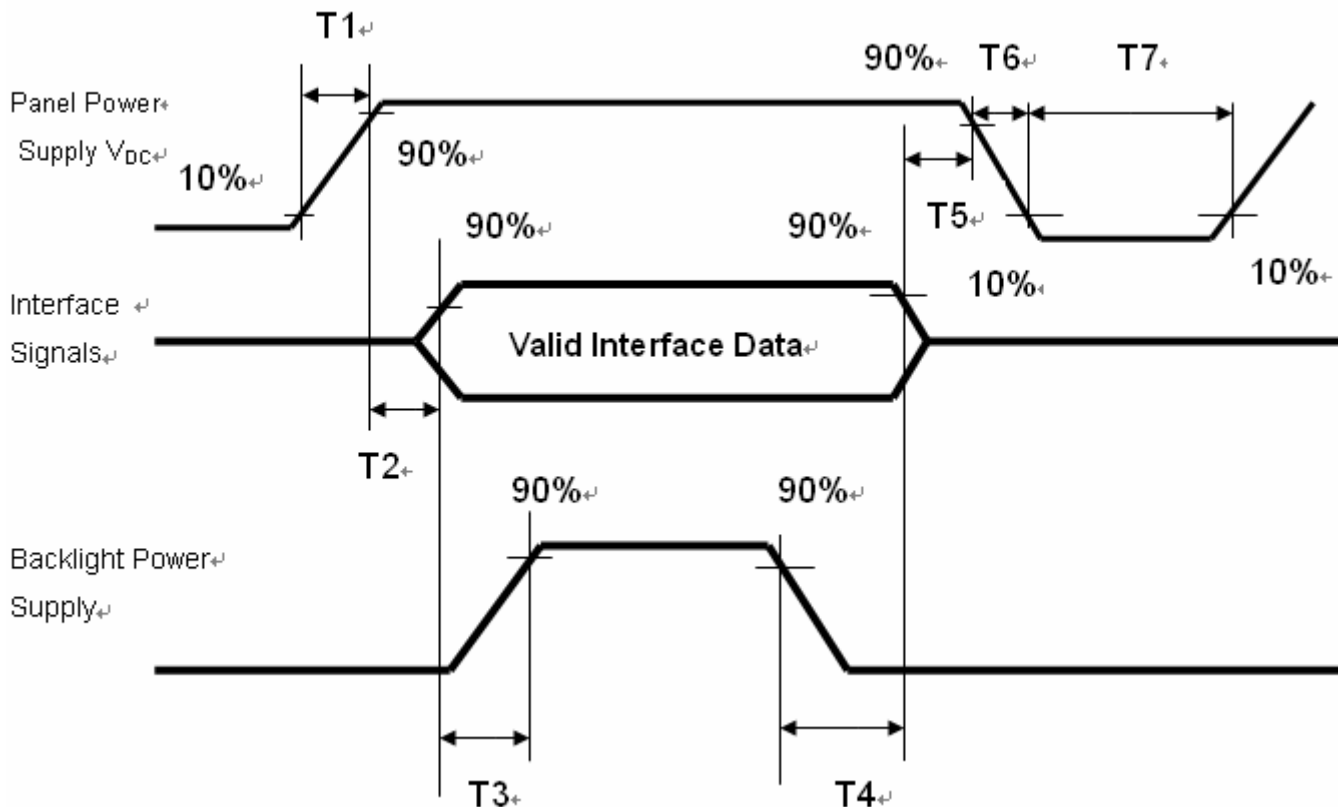 T1
90%
T6
T7
Panel Power
Supply VDC
10%
90%
T5
90%
90%
10%
10%
Interface
Signals
Valid Interface Data
T2
90%
90%
Backlight Power
Supply
T3
T4